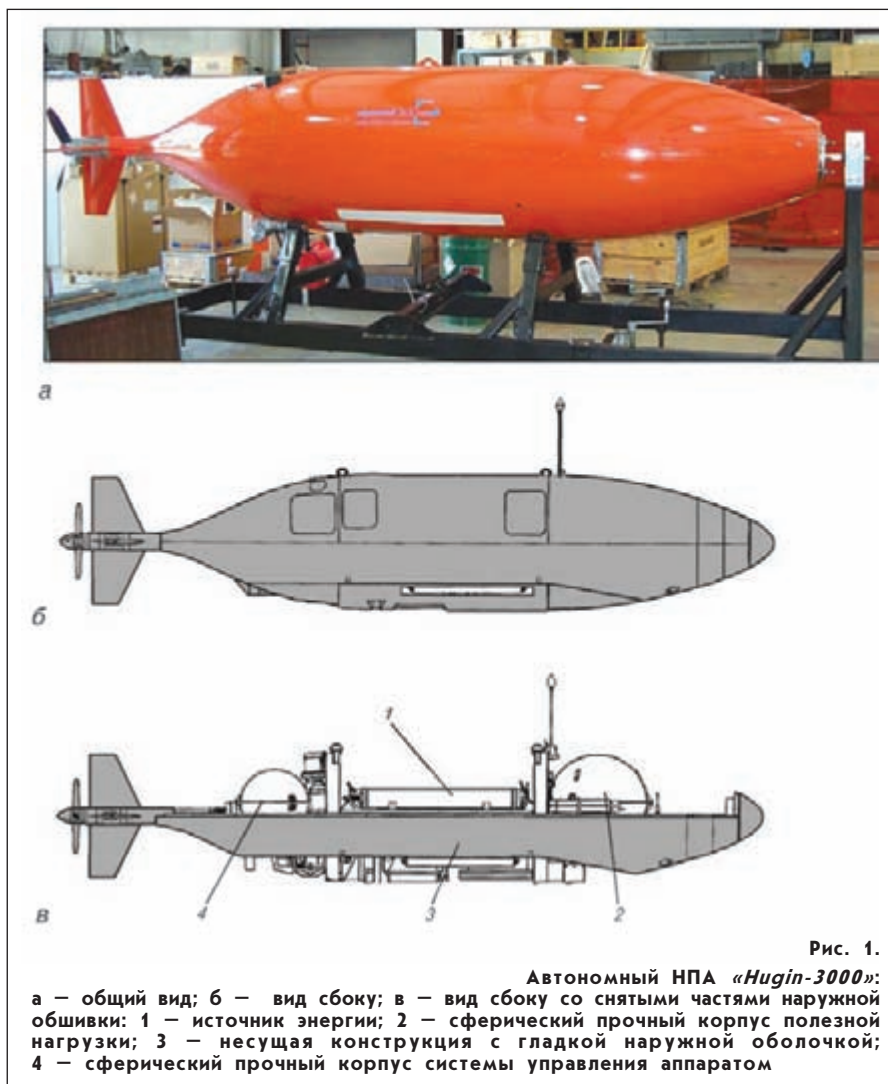 а
б
1
4
3
2
в
Рис. 1.
Автономный НПА «Hugin-3000»:
а — общий вид; б — вид сбоку; в — вид сбоку со снятыми частями наружной
обшивки: 1 — источник энергии; 2 — сферический прочный корпус полезной
нагрузки; 3 — несущая конструкция с гладкой наружной оболочкой;
4 — сферический прочный корпус системы управления аппаратом